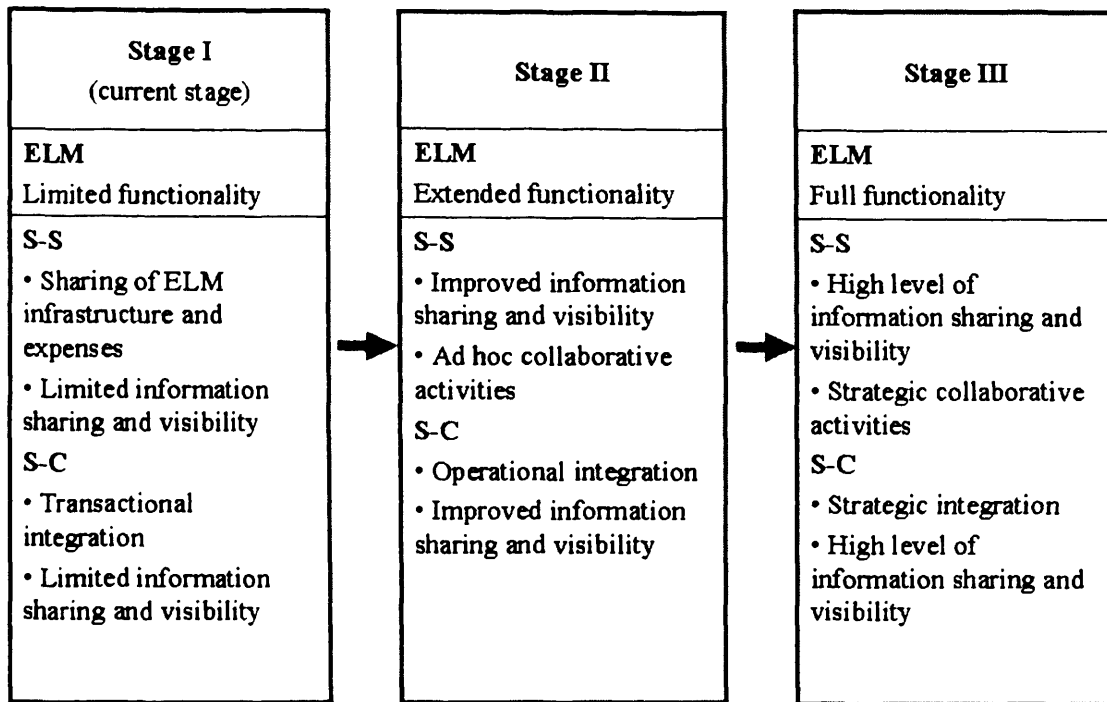 Stage I
(current stage)
ELM
Limited functionality
S-S
• Sharing of ELM
infrastructure and
expenses
• Limited information
sharing and visibility
S-C
• Transactional
integration
• Limited information
sharing and visibility
Stage II
ELM
Extended functionality
S-S
• Improved information
sharing and visibility
• Ad hoc collaborative
activities
S-C
• Operational integration
• Improved information
sharing and visibility
Stage III
ELM
Full functionality
S-S
• High level of
information sharing and
visibility
• Strategic collaborative
activities
S-C
• Strategic integration
• High level of
information sharing and
visibility